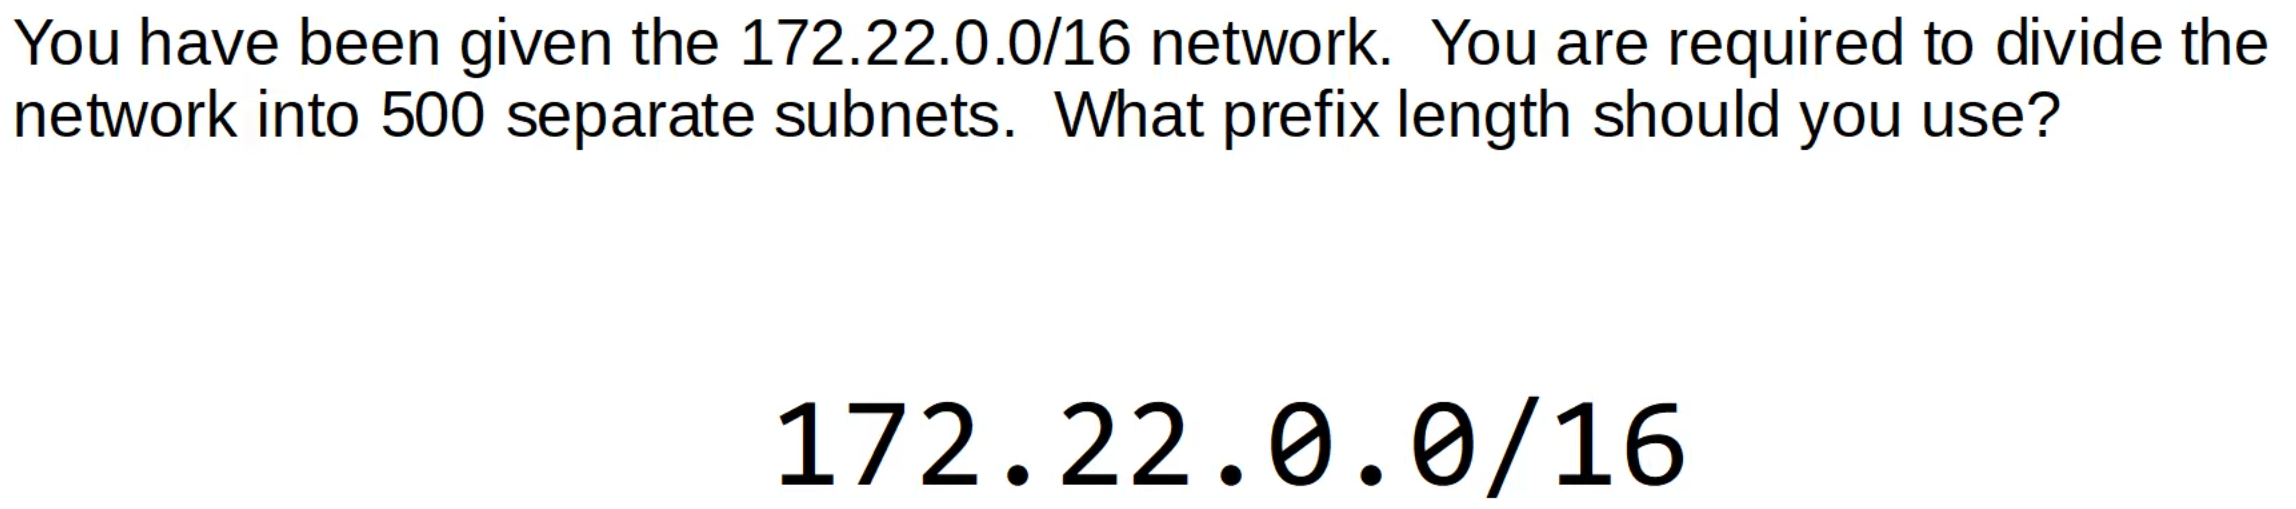 You have been given the 172.22.0.0/16 network.  You are required to divide the
network into 500 separate subnets.  What prefix length should you use?
172.22.0.0/16